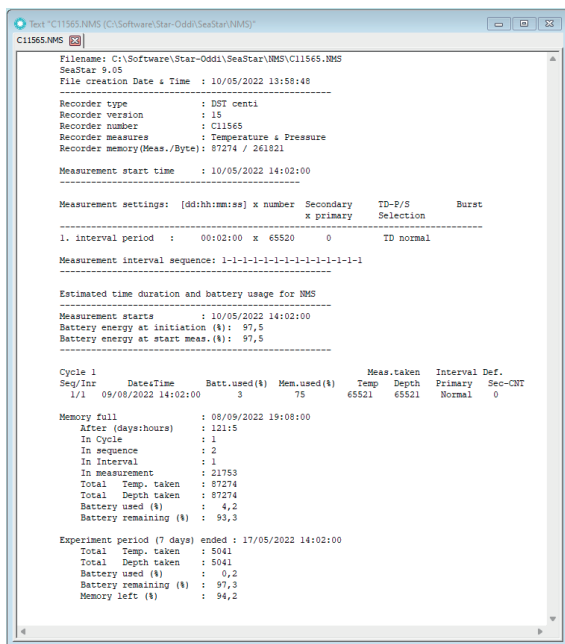 Text "C11565.NMS (C:\Software\Star-Oddi\SeaStar\NMS)"
C11565.NMS
Filename: C:\Software\Star-Oddi\SeaStar\NMS\C11565.NMS
SeaStar 9.05
File creation Date & Time : 10/05/2022 13:58:48
--------------------------------------------------
Recorder type : DST centi
Recorder version : 15
Recorder number : C11565
Recorder measures : Temperature & Pressure
Recorder memory(Meas./Byte): 87274 / 261821
Measurement start time : 10/05/2022 14:02:00
--------------------------------------------
Measurement settings: [dd:hh:mm:ss] x number Secondary TD-P/S Burst
x primary Selection
------------------------------------------------------------------------------
1. interval period : 00:02:00 x 65520 0 TD normal
Measurement interval sequence: 1-1-1-1-1-1-1-1-1-1-1-1-1-1
--------------------------------------------------
Estimated time duration and battery usage for NMS
--------------------------------------------------
Measurement starts : 10/05/2022 14:02:00
Battery energy at initiation (%): 97,5
Battery energy at start meas.(%): 97,5
--------------------------------------------------
Cycle 1 Meas.taken Interval Def.
Seq/Inr Date&Time Batt.used(%) Mem.used(%) Temp Depth Primary Sec-CNT
1/1 09/08/2022 14:02:00 3 75 65521 65521 Normal 0
Memory full : 08/09/2022 19:08:00
After (days:hours) : 121:5
In Cycle : 1
In sequence : 2
In Interval : 1
In measurement : 21753
Total Temp. taken : 87274
Total Depth taken : 87274
Battery used (%) : 4,2
Battery remaining (%) : 93,3
Experiment period (7 days) ended : 17/05/2022 14:02:00
Total Temp. taken : 5041
Total Depth taken : 5041
Battery used (%) : 0,2
Battery remaining (%) : 97,3
Memory left (%) : 94,2